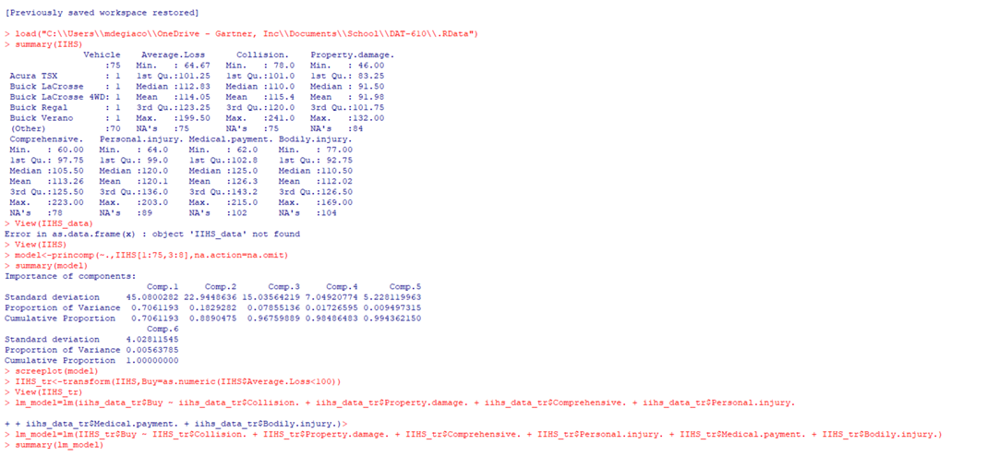 [Previously saved workspace restored]
> load("C:\\Users\\mdegiaco\\OneDrive - Gartner, Inc\\Documents\\School\\DAT-610\\.RData")
> summary(IIHS)
Vehicle Average.Loss Collision. Property.damage.
:75 Min. : 64.67 Min. : 78.0 Min. : 46.00
Acura TSX : 1 1st Qu.:101.25 1st Qu.:101.0 1st Qu.: 83.25
Buick LaCrosse : 1 Median :112.83 Median :110.0 Median : 91.50
Buick LaCrosse 4WD: 1 Mean :114.05 Mean :115.4 Mean : 91.98
Buick Regal : 1 3rd Qu.:123.25 3rd Qu.:120.0 3rd Qu.:101.75
Buick Verano : 1 Max. :199.50 Max. :241.0 Max. :132.00
(Other) :70 NA's :75 NA's :75 NA's :84
Comprehensive. Personal.injury. Medical.payment. Bodily.injury.
Min. : 60.00 Min. : 64.0 Min. : 62.0 Min. : 77.00
1st Qu.: 97.75 1st Qu.: 99.0 1st Qu.:102.8 1st Qu.: 92.75
Median :105.50 Median :120.0 Median :125.0 Median :110.50
Mean :113.26 Mean :120.1 Mean :126.3 Mean :112.02
3rd Qu.:125.50 3rd Qu.:136.0 3rd Qu.:143.2 3rd Qu.:126.50
Max. :223.00 Max. :203.0 Max. :215.0 Max. :169.00
NA's :78 NA's :89 NA's :102 NA's :104
> View(IIHS_data)
Error in as.data.frame(x) : object 'IIHS_data' not found
> View(IIHS)
> model<-princomp(~.,IIHS[1:75,3:8],na.action=na.omit)
> summary(model)
Importance of components:
Comp.1 Comp.2 Comp.3 Comp.4 Comp.5
Standard deviation 45.0800282 22.9448636 15.03564219 7.04920774 5.228119963
Proportion of Variance 0.7061193 0.1829282 0.07855136 0.01726595 0.009497315
Cumulative Proportion 0.7061193 0.8890475 0.96759889 0.98486483 0.994362150
Comp.6
Standard deviation 4.02811545
Proportion of Variance 0.00563785
Cumulative Proportion 1.00000000
> screeplot(model)
> IIHS_tr<-transform(IIHS,Buy=as.numeric(IIHS$Average.Loss<100))
> View(IIHS_tr)
> lm_model=lm(iihs_data_tr$Buy ~ iihs_data_tr$Collision. + iihs_data_tr$Property.damage. + iihs_data_tr$Comprehensive. + iihs_data_tr$Personal.injury.
+ + iihs_data_tr$Medical.payment. + iihs_data_tr$Bodily.injury.)>
> lm_model=lm(IIHS_tr$Buy ~ IIHS_tr$Collision. + IIHS_tr$Property.damage. + IIHS_tr$Comprehensive. + IIHS_tr$Personal.injury. + IIHS_tr$Medical.payment. + IIHS_tr$Bodily.injury.)
> summary(lm_model)